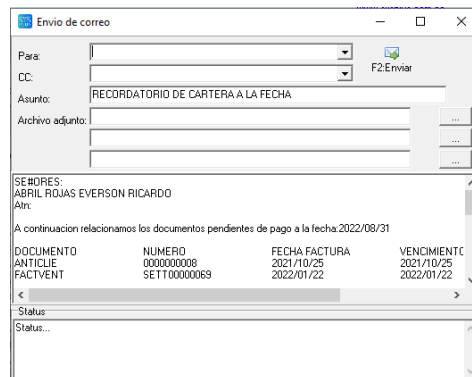 Envio de correo
Para:
F2:Enviar
CC:
Asunto: RECORDATORIO DE CARTERA A LA FECHA
Archivo adjunto:
...
...
...
SE#ORES:
ABRIL ROJAS EVERSON RICARDO
Atn:
A continuacion relacionamos los documentos pendientes de pago a la fecha:2022/08/31
DOCUMENTO NUMERO FECHA FACTURA VENCIMIENTO
ANTICLIE 0000000008 2021/10/25 2021/10/25
FACTVENT SETT00000069 2022/01/22 2022/01/22
Status
Status...